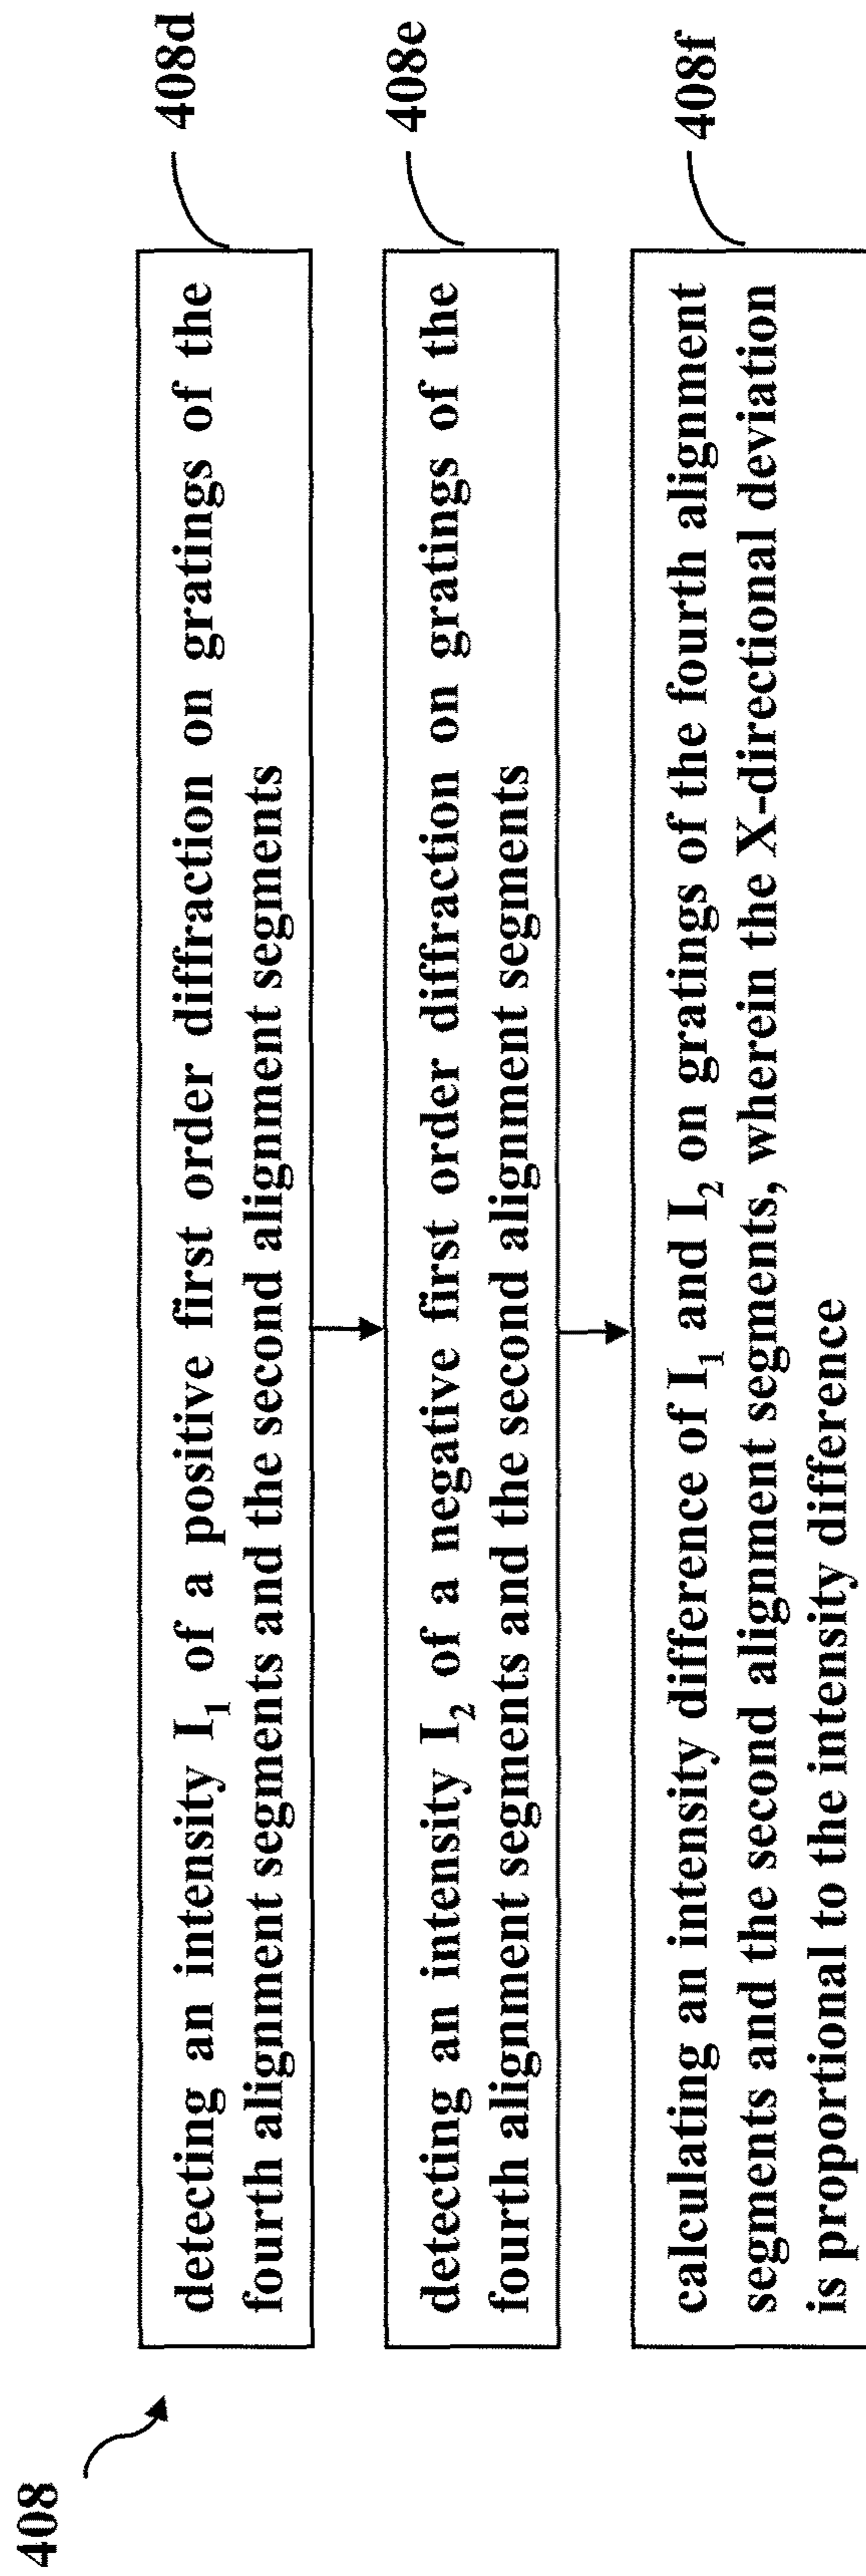 408
detecting an intensity I₁ of a positive first order diffraction on gratings of the
fourth alignment segments and the second alignment segments
408d
detecting an intensity I₂ of a negative first order diffraction on gratings of the
fourth alignment segments and the second alignment segments
408e
calculating an intensity difference of I₁ and I₂ on gratings of the fourth alignment
segments and the second alignment segments, wherein the X-directional deviation
is proportional to the intensity difference
408f